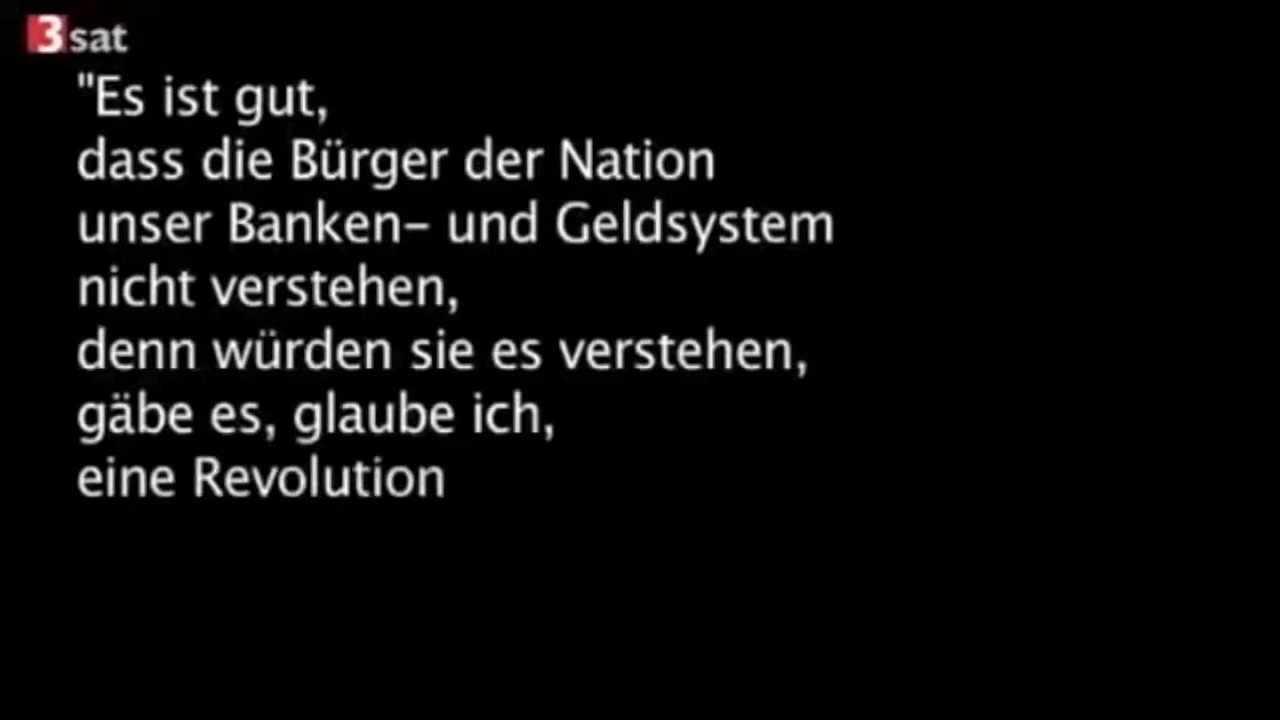 3sat
"Es ist gut,
dass die Bürger der Nation
unser Banken– und Geldsystem
nicht verstehen,
denn würden sie es verstehen,
gäbe es, glaube ich,
eine Revolution